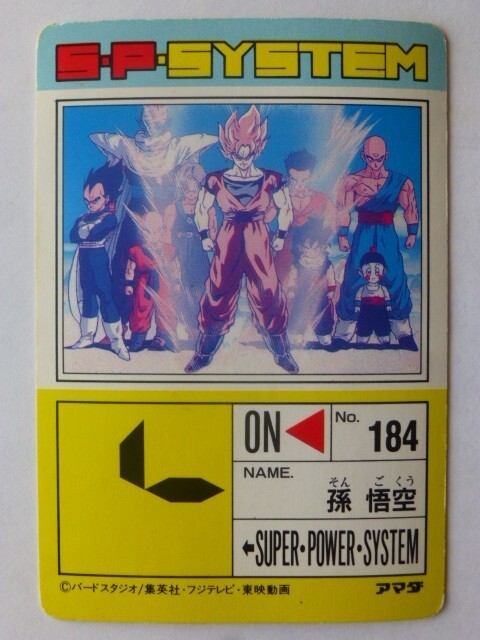 S·P·SYSTEM
ON
No. 184
NAME.
そん ご くう
孫 悟空
←SUPER·POWER·SYSTEM
©バードスタジオ/集英社・フジテレビ・東映動画
アマダ